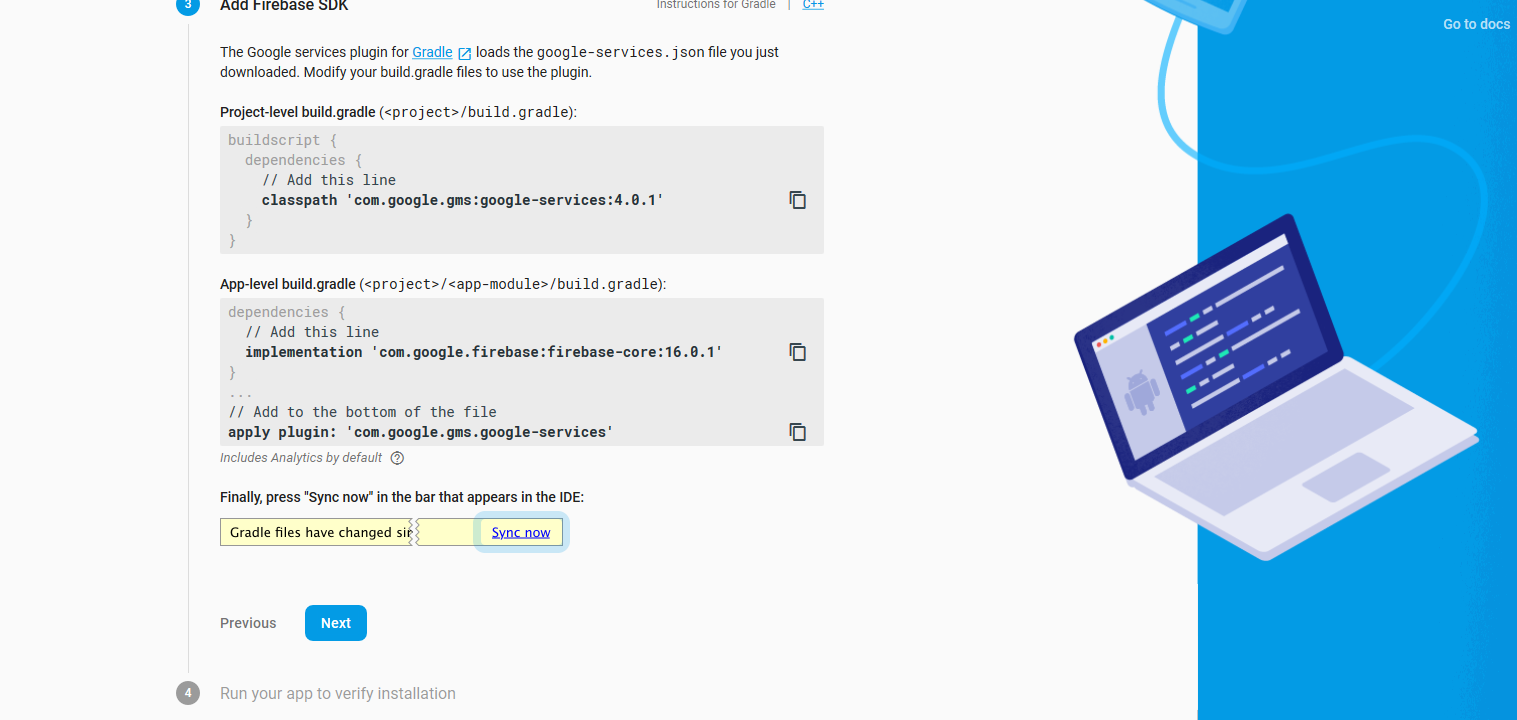 3 Add Firebase SDK Instructions for Gradle | C++
Go to docs
The Google services plugin for Gradle loads the google-services.json file you just
downloaded. Modify your build.gradle files to use the plugin.
Project-level build.gradle (<project>/build.gradle):
buildscript {
  dependencies {
    // Add this line
    classpath 'com.google.gms:google-services:4.0.1'
  }
}
App-level build.gradle (<project>/<app-module>/build.gradle):
dependencies {
  // Add this line
  implementation 'com.google.firebase:firebase-core:16.0.1'
}
...
// Add to the bottom of the file
apply plugin: 'com.google.gms.google-services'
Includes Analytics by default ?
Finally, press "Sync now" in the bar that appears in the IDE:
Gradle files have changed sin Sync now
Previous Next
4 Run your app to verify installation